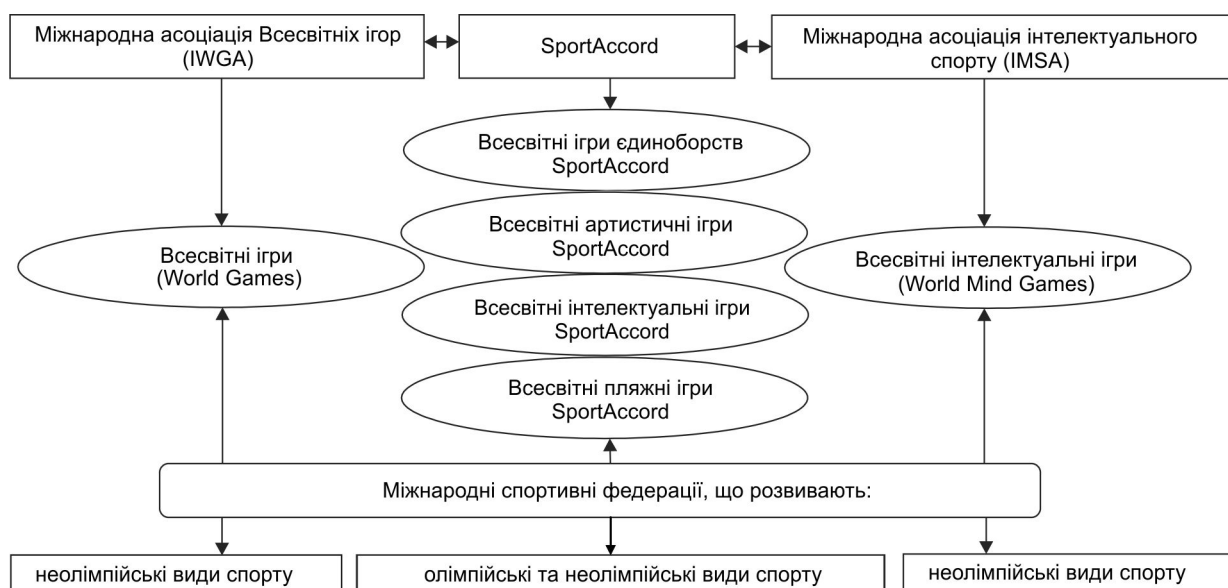 Міжнародна асоціація Всесвітніх ігор
(IWGA)
SportAccord
Міжнародна асоціація інтелектуального
спорту (IMSA)
Всесвітні ігри єдиноборств
SportAccord
Всесвітні артистичні ігри
SportAccord
Всесвітні ігри
(World Games)
Всесвітні інтелектуальні ігри
(World Mind Games)
Всесвітні інтелектуальні ігри
SportAccord
Всесвітні пляжні ігри
SportAccord
Міжнародні спортивні федерації, що розвивають:
неолімпійські види спорту
олімпійські та неолімпійські види спорту
неолімпійські види спорту